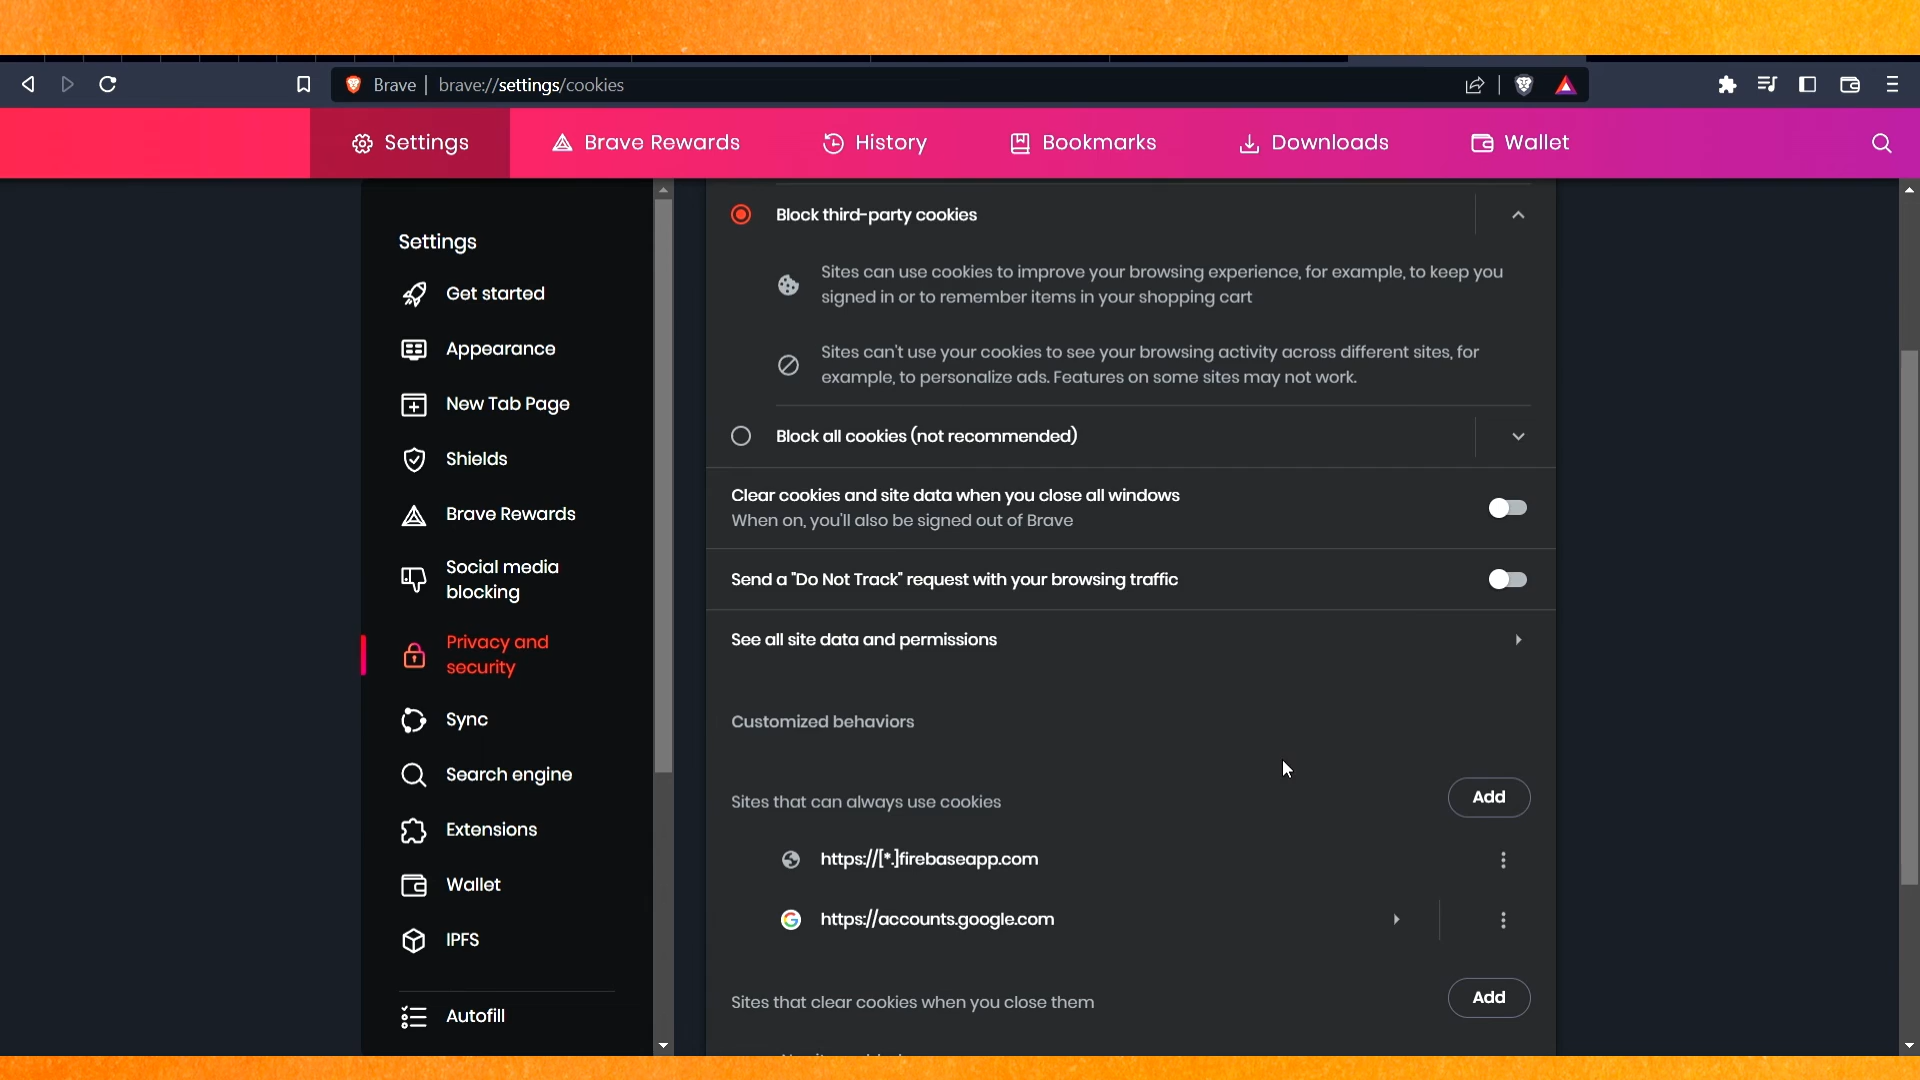 Brave | brave://settings/cookies
Settings
Brave Rewards
History
Bookmarks
Downloads
Wallet
Settings
Get started
Appearance
New Tab Page
Shields
Brave Rewards
Social media
blocking
Privacy and
security
Sync
Search engine
Extensions
Wallet
IPFS
Autofill
Block third-party cookies
Sites can use cookies to improve your browsing experience, for example, to keep you
signed in or to remember items in your shopping cart
Sites can't use your cookies to see your browsing activity across different sites, for
example, to personalize ads. Features on some sites may not work.
Block all cookies (not recommended)
Clear cookies and site data when you close all windows
When on, you'll also be signed out of Brave
Send a "Do Not Track" request with your browsing traffic
See all site data and permissions
Customized behaviors
Sites that can always use cookies
Add
https://[*.]firebaseapp.com
https://accounts.google.com
Sites that clear cookies when you close them
Add